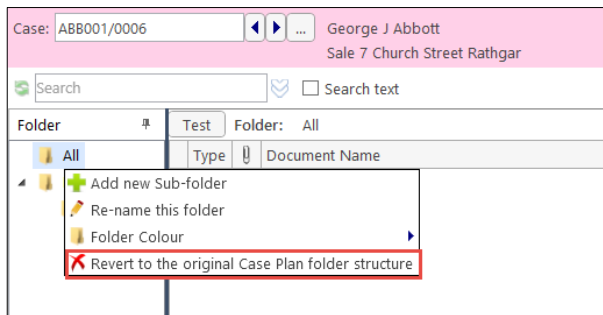 Case: ABB001/0006 ... George J Abbott
Sale 7 Church Street Rathgar
Search Search text
Folder Test Folder: All
All Type Document Name
Add new Sub-folder
Re-name this folder
Folder Colour
Revert to the original Case Plan folder structure